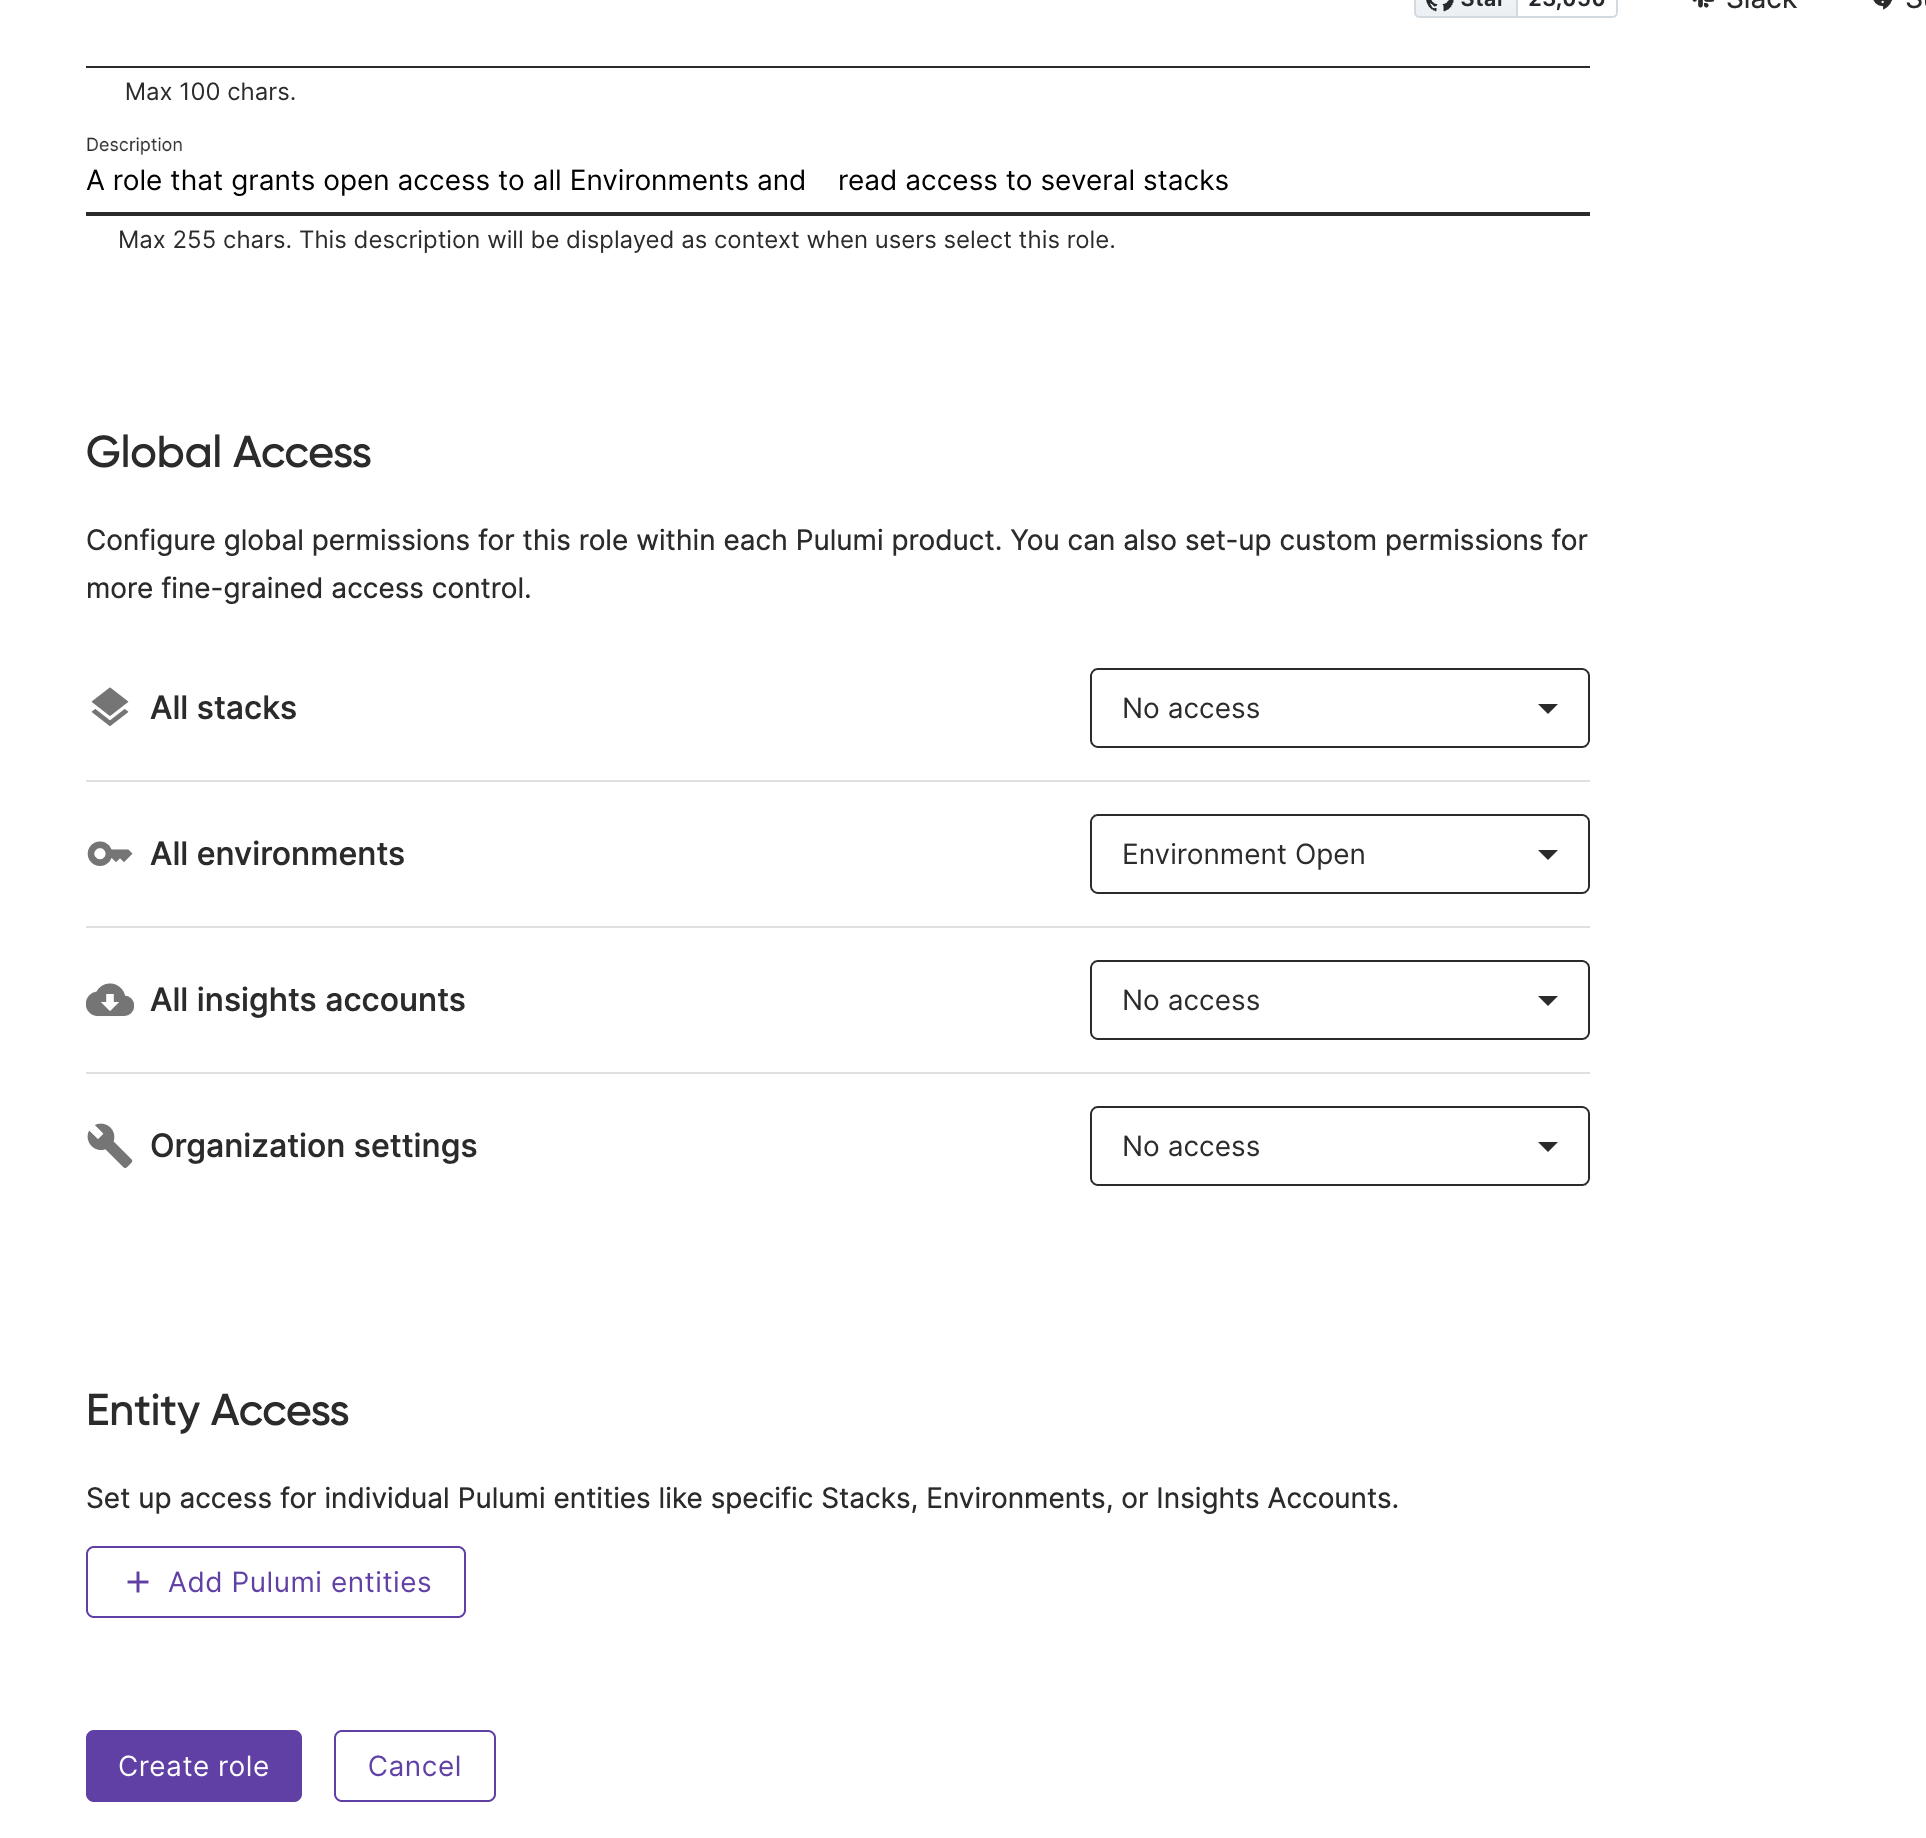 Max 100 chars.
Description
A role that grants open access to all Environments and    read access to several stacks
Max 255 chars. This description will be displayed as context when users select this role.
Global Access
Configure global permissions for this role within each Pulumi product. You can also set-up custom permissions for
more fine-grained access control.
All stacks
No access
All environments
Environment Open
All insights accounts
No access
Organization settings
No access
Entity Access
Set up access for individual Pulumi entities like specific Stacks, Environments, or Insights Accounts.
+ Add Pulumi entities
Create role
Cancel